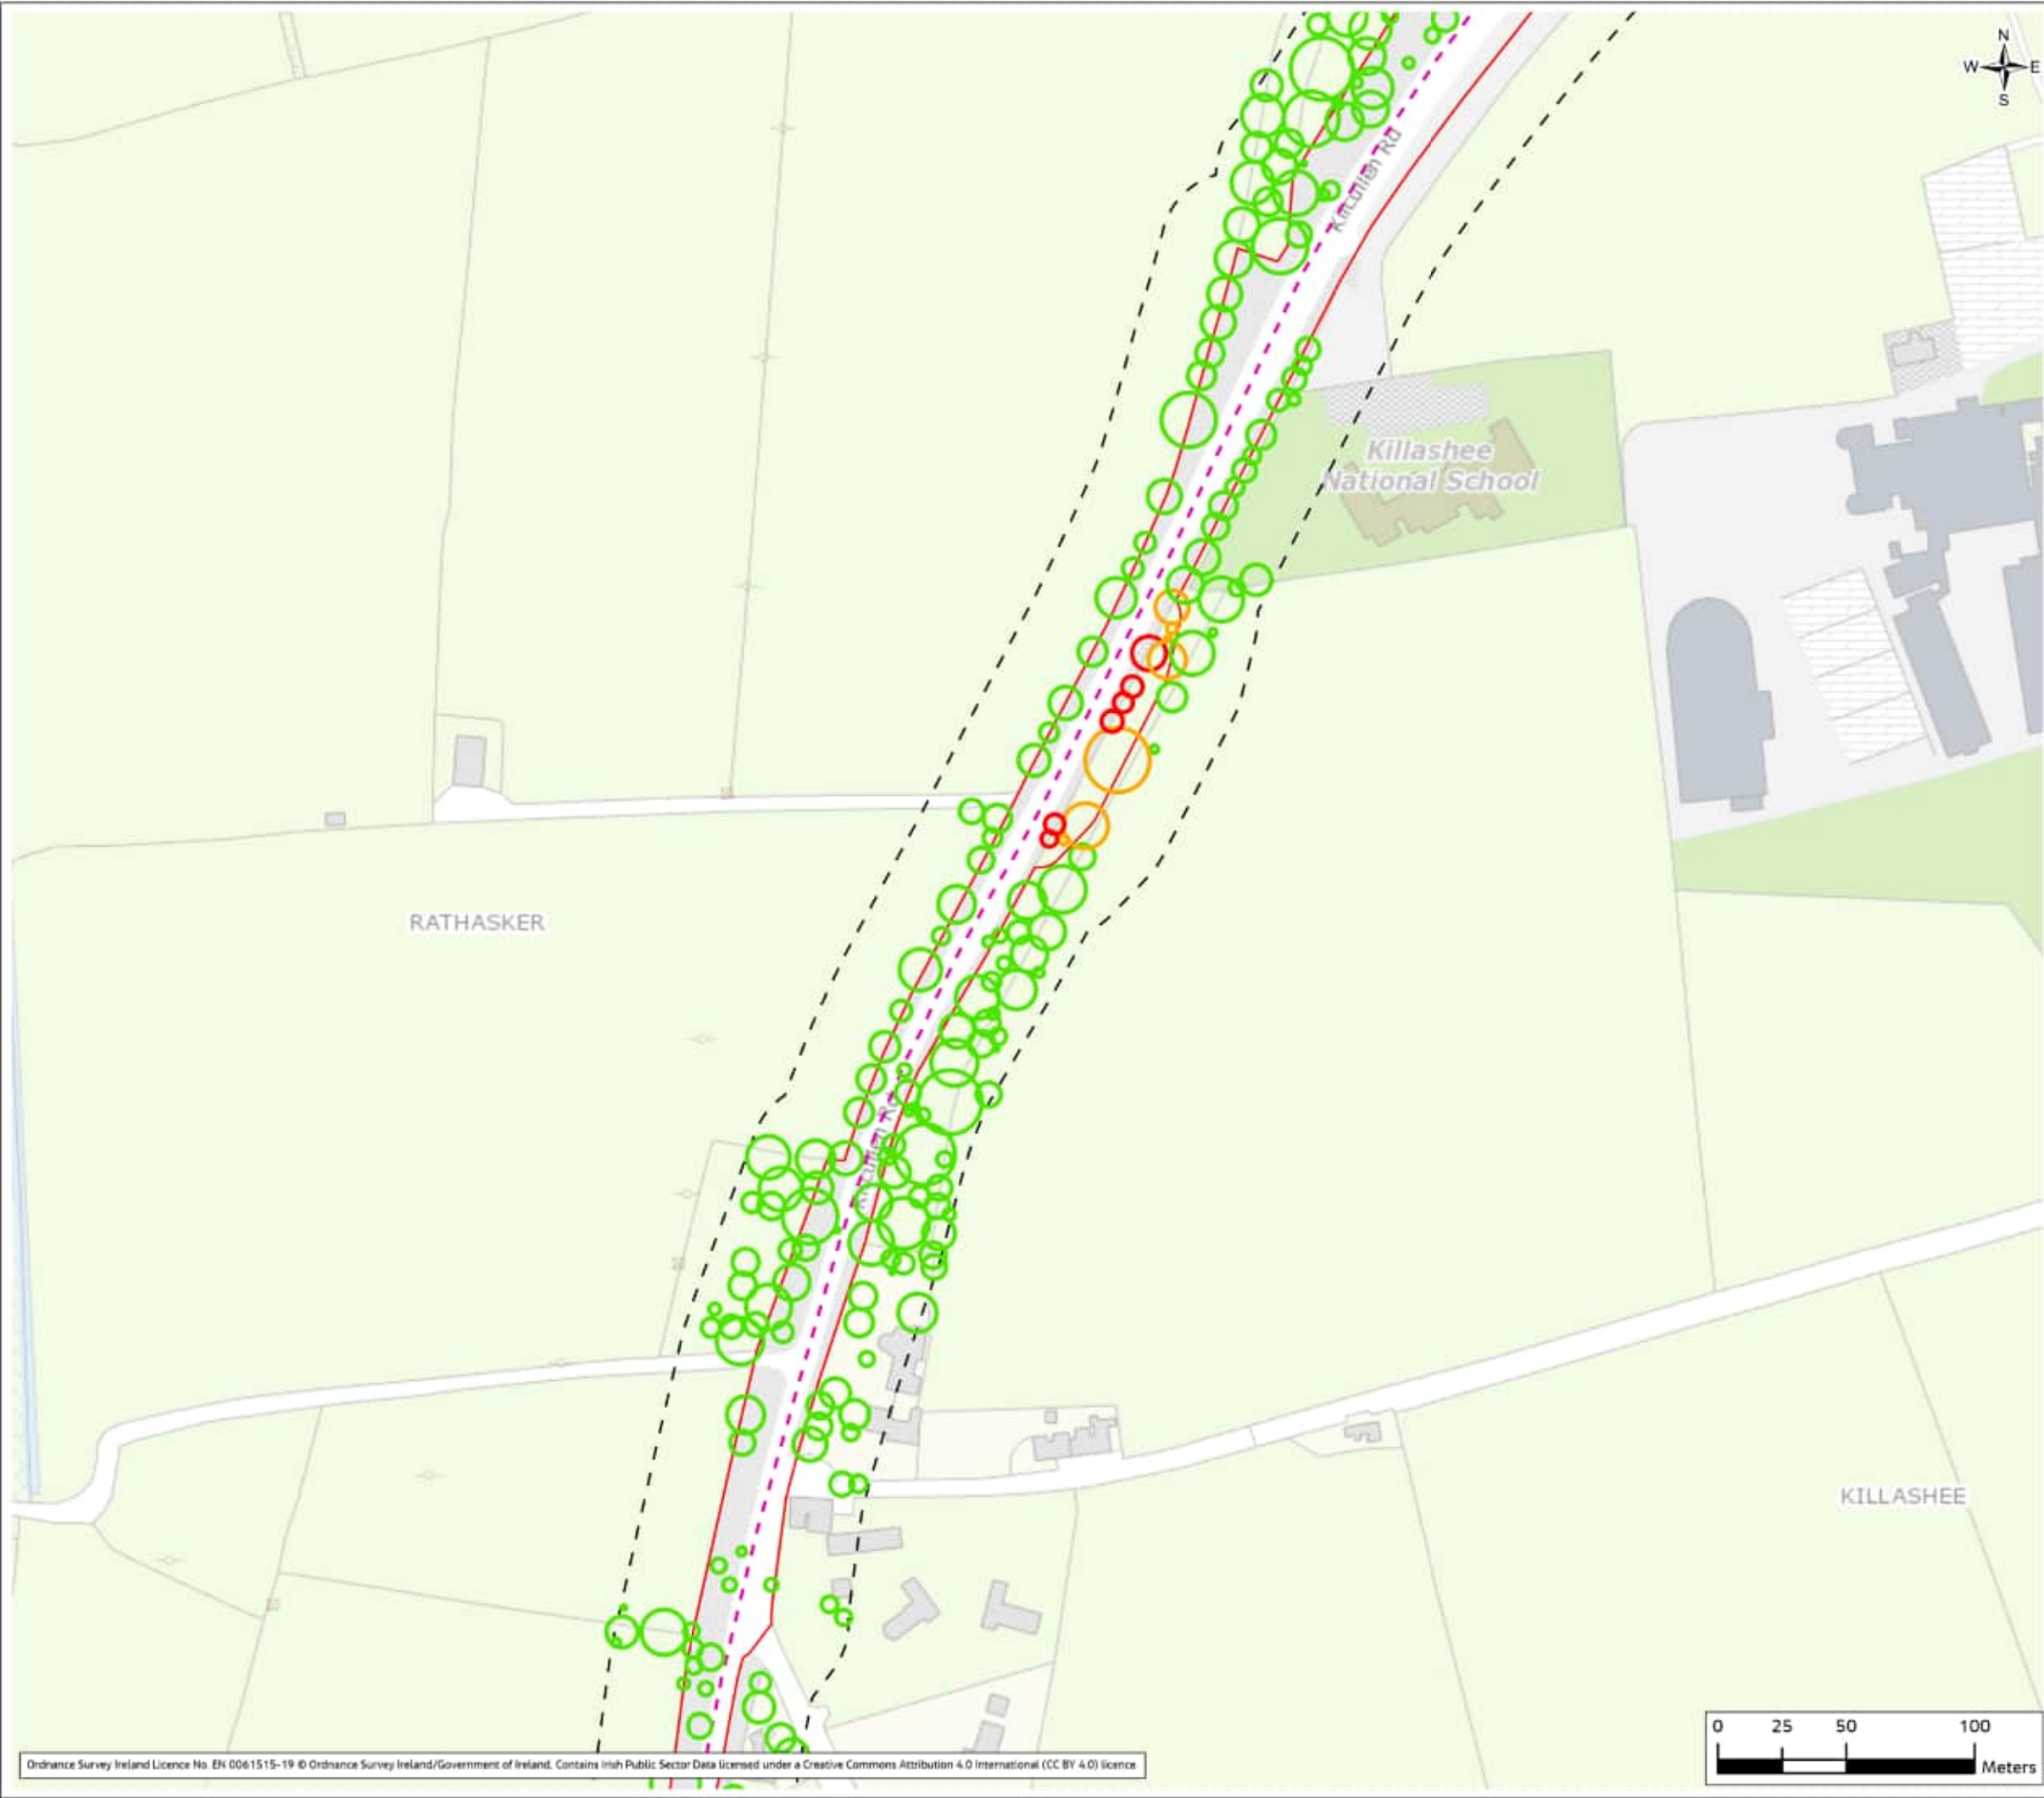 N
W E
S
Kilcullen Rd
Killashee
National School
RATHASKER
Kilcullen Rd
KILLASHEE
0 25 50 100
Meters
Ordnance Survey Ireland Licence No. EN 0061515-19 © Ordnance Survey Ireland/Government of Ireland. Contains Irish Public Sector Data licensed under a Creative Commons Attribution 4.0 International (CC BY 4.0) licence